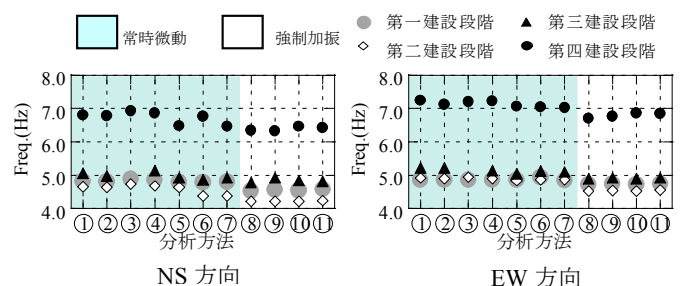 常時微動
強制加振
第一建設段階
第三建設段階
第二建設段階
第四建設段階
Freq.(Hz)
8.0
7.0
6.0
5.0
4.0
①②③④⑤⑥⑦⑧⑨⑩⑪
分析方法
NS 方向
Freq.(Hz)
8.0
7.0
6.0
5.0
4.0
①②③④⑤⑥⑦⑧⑨⑩⑪
分析方法
EW 方向